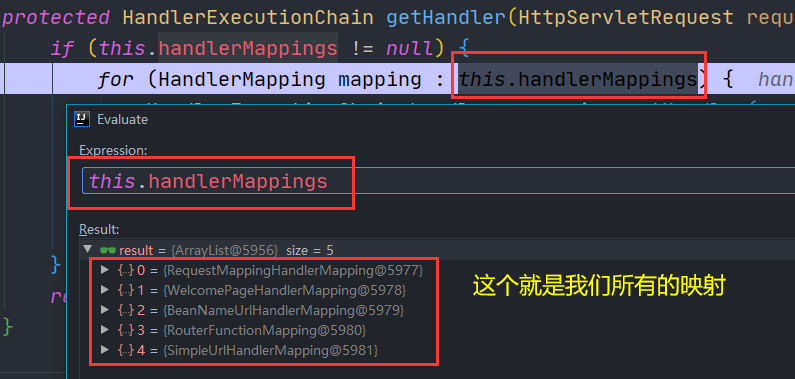 protected HandlerExecutionChain getHandler(HttpServletRequest requ
if (this.handlerMappings != null) {
for (HandlerMapping mapping : this.handlerMappings) { han
Evaluate
Expression:
this.handlerMappings
Result:
result = {ArrayList@5956} size = 5
0 = {RequestMappingHandlerMapping@5977}
1 = {WelcomePageHandlerMapping@5978}
2 = {BeanNameUrlHandlerMapping@5979}
3 = {RouterFunctionMapping@5980}
4 = {SimpleUrlHandlerMapping@5981}
这个就是我们所有的映射
}
re
}